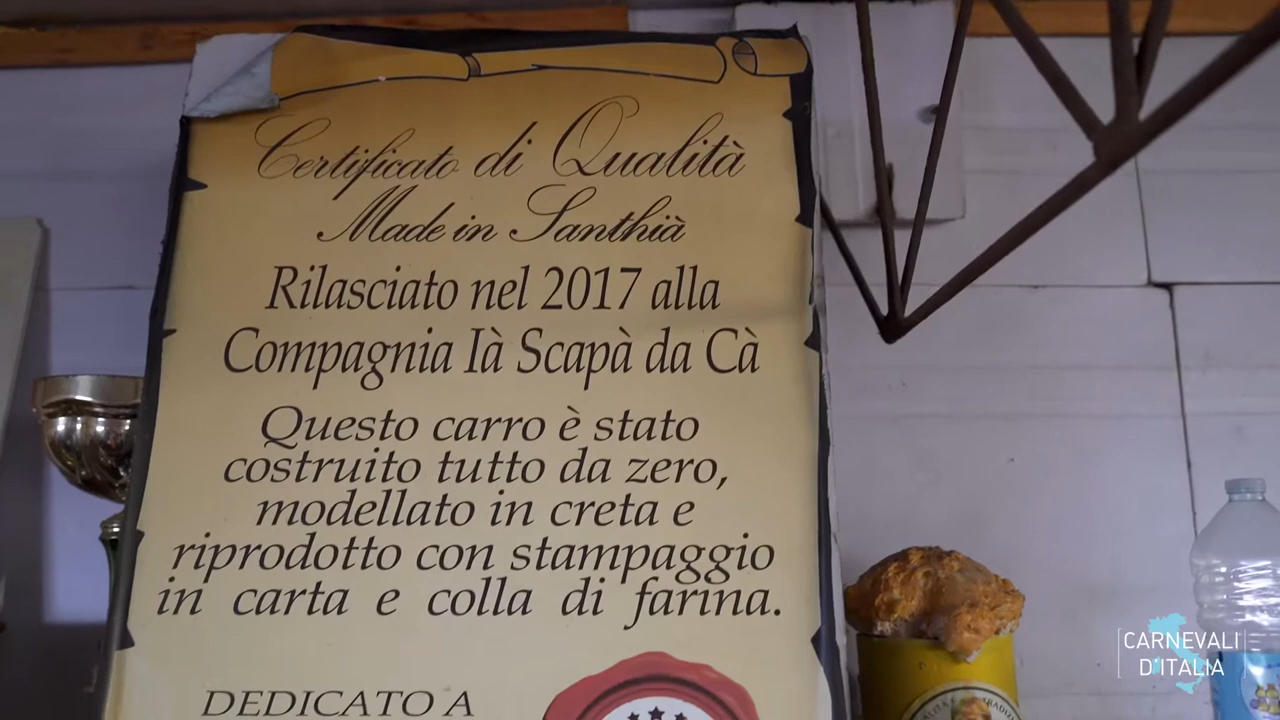 Certificato di Qualità
Made in Santhià
Rilasciato nel 2017 alla
Compagnia Ià Scapà da Cà
Questo carro è stato
costruito tutto da zero,
modellato in creta e
riprodotto con stampaggio
in carta e colla di farina.
DEDICATO A
CARNEVALI
D'ITALIA